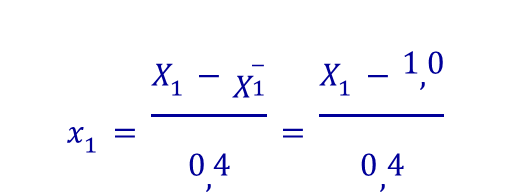 x₁ = (X₁ − x̄₁) / 0,4 = (X₁ − 1,0) / 0,4